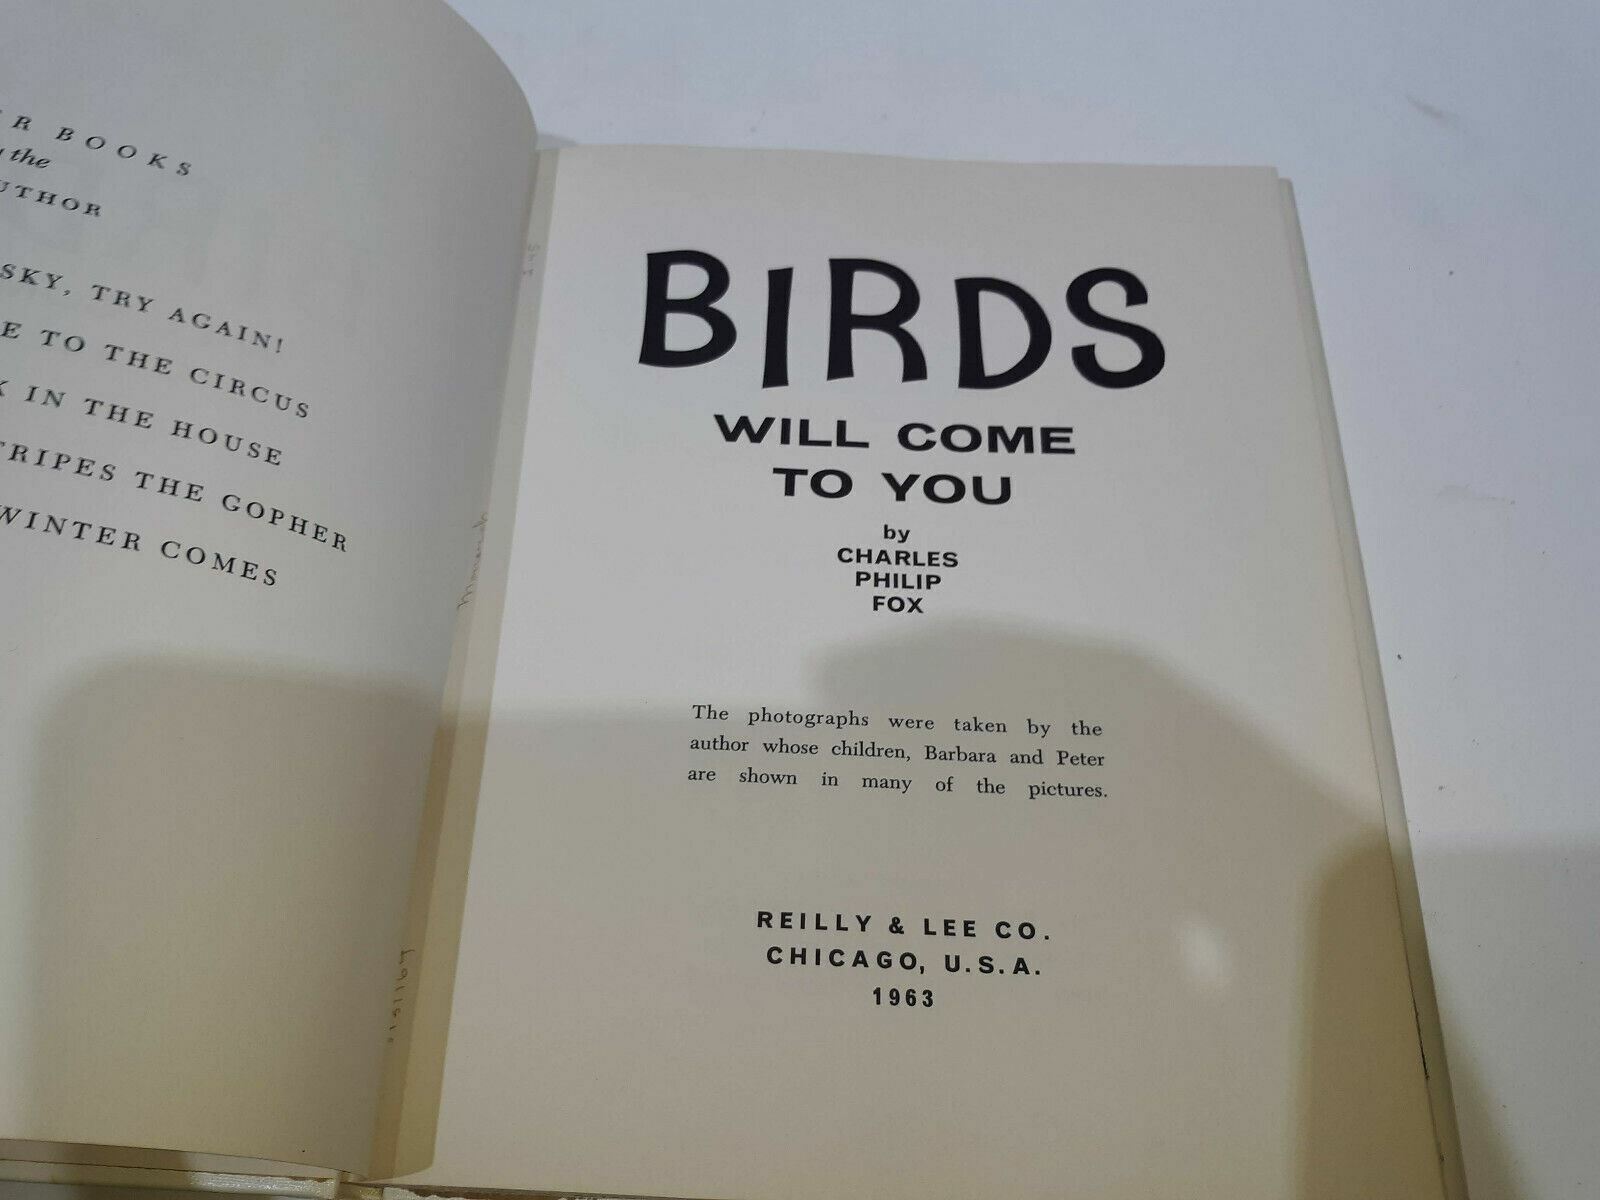 R BOOKS
the
UTHOR
SKY, TRY AGAIN!
E TO THE CIRCUS
K IN THE HOUSE
TRIPES THE GOPHER
WINTER COMES
BIRDS
WILL COME
TO YOU
by
CHARLES
PHILIP
FOX
The photographs were taken by the
author whose children, Barbara and Peter
are shown in many of the pictures.
REILLY & LEE CO.
CHICAGO, U.S.A.
1963